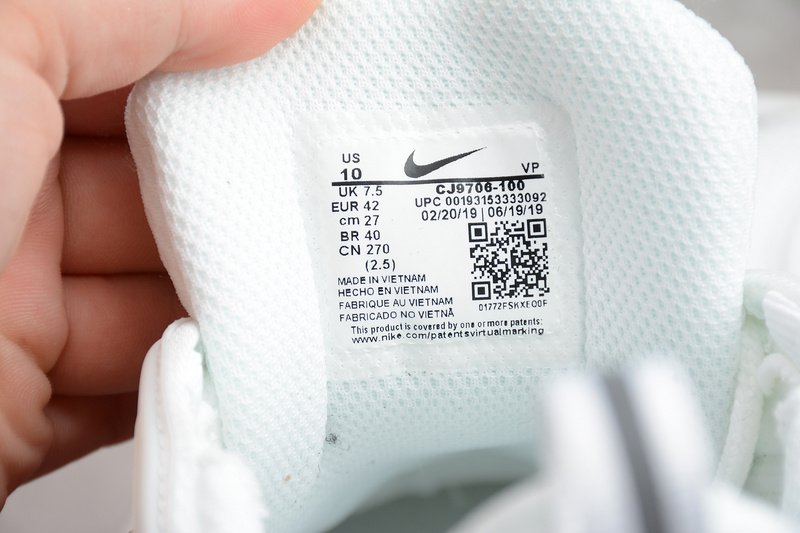 US
10
VP
UK 7.5
CJ9706-100
EUR 42
UPC 00193153333092
cm 27
02/20/19 | 06/19/19
BR 40
CN 270
(2.5)
MADE IN VIETNAM
HECHO EN VIETNAM
FABRIQUE AU VIETNAM
FABRICADO NO VIETNÃ
01772FSKXEO0F
This product is covered by one or more patents:
www.nike.com/patentsvirtualmarking